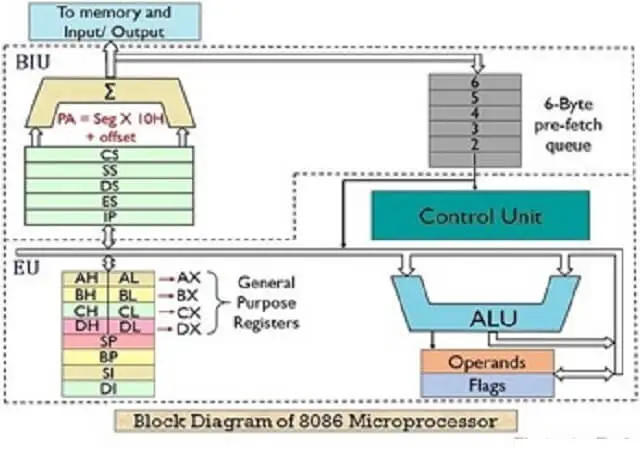 To memory and
Input/ Output
BIU
Σ
PA = Seg X 10H
+ offset
CS
SS
DS
ES
IP
6
5
4
3
2
6-Byte
pre-fetch
queue
Control Unit
EU
AH AL AX
BH BL BX
CH CL CX
DH DL DX
SP
BP
SI
DI
General
Purpose
Registers
ALU
Operands
Flags
Block Diagram of 8086 Microprocessor